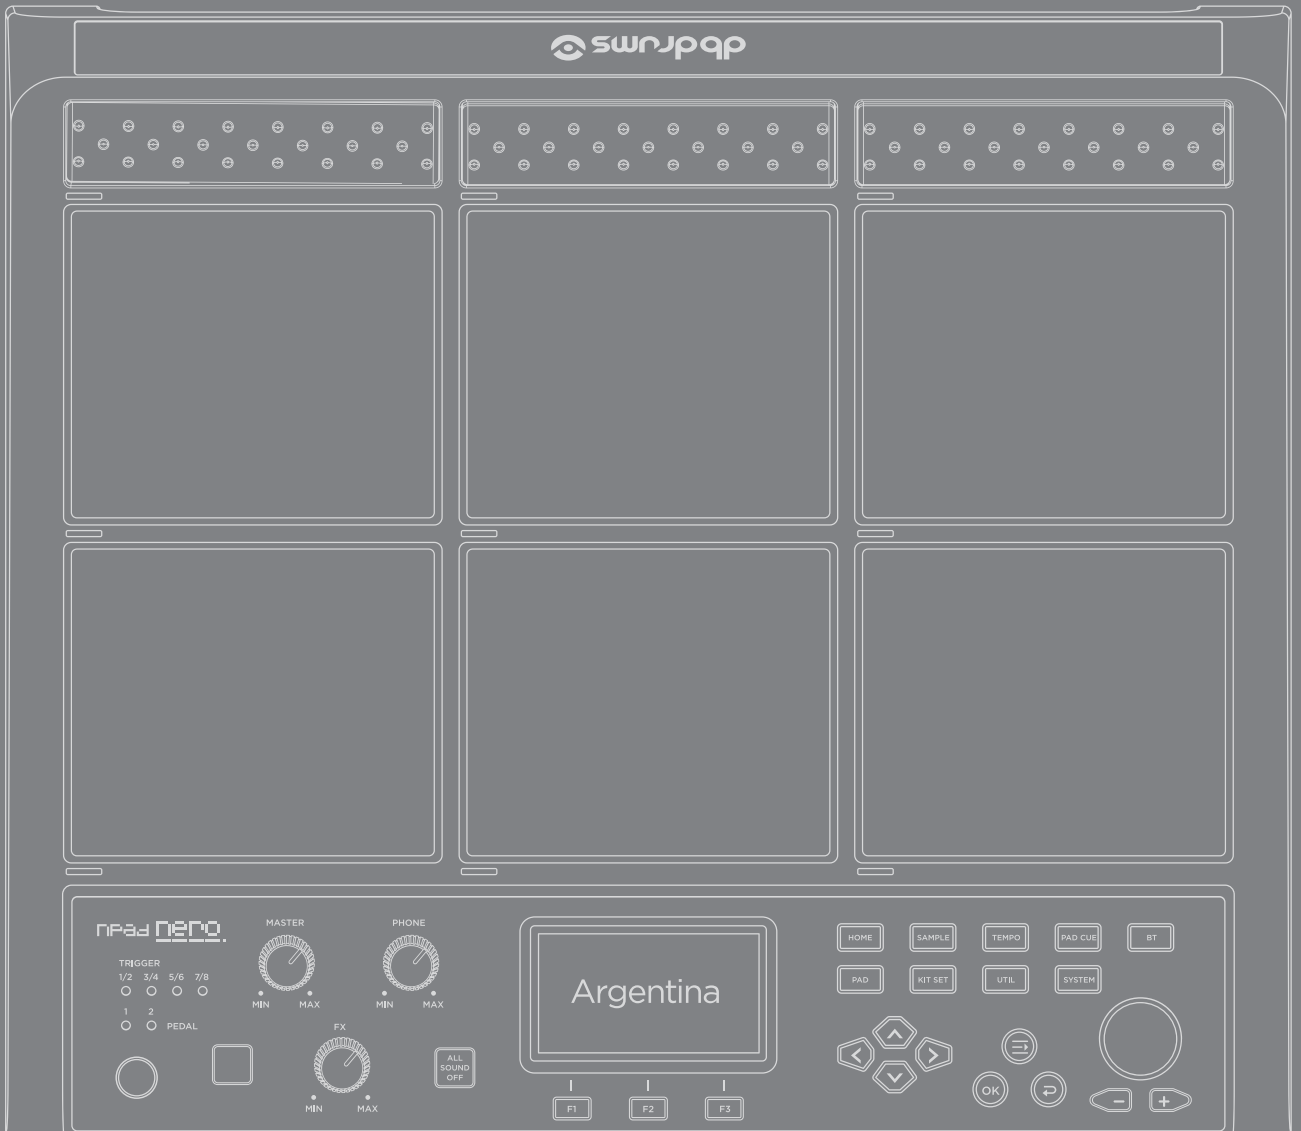 dbdrums
nPad nero.
MASTER
PHONE
TRIGGER
1/2 3/4 5/6 7/8
MIN MAX
MIN MAX
1 2
PEDAL
FX
MIN MAX
ALL
SOUND
OFF
Argentina
F1 F2 F3
HOME SAMPLE TEMPO PAD CUE BT
PAD KIT SET UTIL SYSTEM
OK
- +